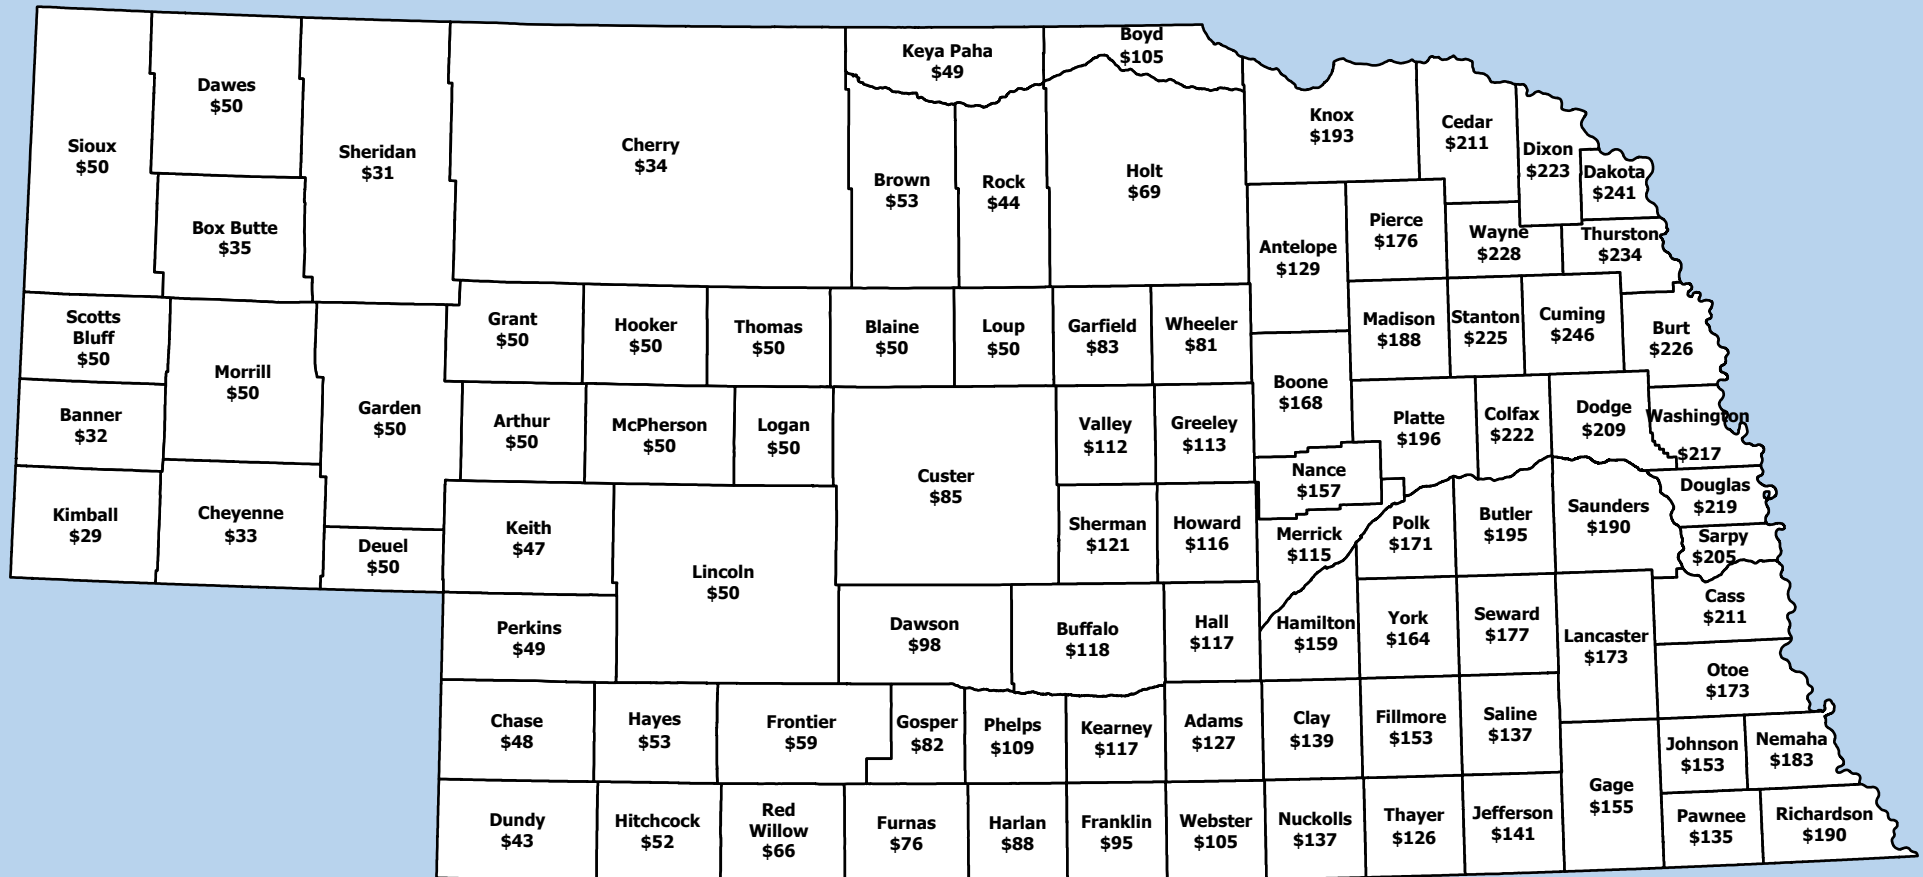 Boyd
$105
Keya Paha
$49
Dawes
$50
Knox
$193
Cedar
$211
Sioux
$50
Sheridan
$31
Cherry
$34
Dixon
$223
Brown
$53
Rock
$44
Holt
$69
Dakota
$241
Box Butte
$35
Pierce
$176
Antelope
$129
Wayne
$228
Thurston
$234
Scotts
Bluff
$50
Grant
$50
Hooker
$50
Thomas
$50
Blaine
$50
Loup
$50
Garfield
$83
Wheeler
$81
Madison
$188
Stanton
$225
Cuming
$246
Burt
$226
Morrill
$50
Boone
$168
Banner
$32
Garden
$50
Arthur
$50
McPherson
$50
Logan
$50
Valley
$112
Greeley
$113
Platte
$196
Colfax
$222
Dodge
$209
Washington
$217
Custer
$85
Nance
$157
Douglas
$219
Kimball
$29
Cheyenne
$33
Keith
$47
Sherman
$121
Howard
$116
Merrick
$115
Polk
$171
Butler
$195
Saunders
$190
Sarpy
$205
Deuel
$50
Lincoln
$50
Cass
$211
Perkins
$49
Dawson
$98
Buffalo
$118
Hall
$117
Hamilton
$159
York
$164
Seward
$177
Lancaster
$173
Otoe
$173
Chase
$48
Hayes
$53
Frontier
$59
Gosper
$82
Phelps
$109
Kearney
$117
Adams
$127
Clay
$139
Fillmore
$153
Saline
$137
Johnson
$153
Nemaha
$183
Gage
$155
Dundy
$43
Hitchcock
$52
Red
Willow
$66
Furnas
$76
Harlan
$88
Franklin
$95
Webster
$105
Nuckolls
$137
Thayer
$126
Jefferson
$141
Pawnee
$135
Richardson
$190